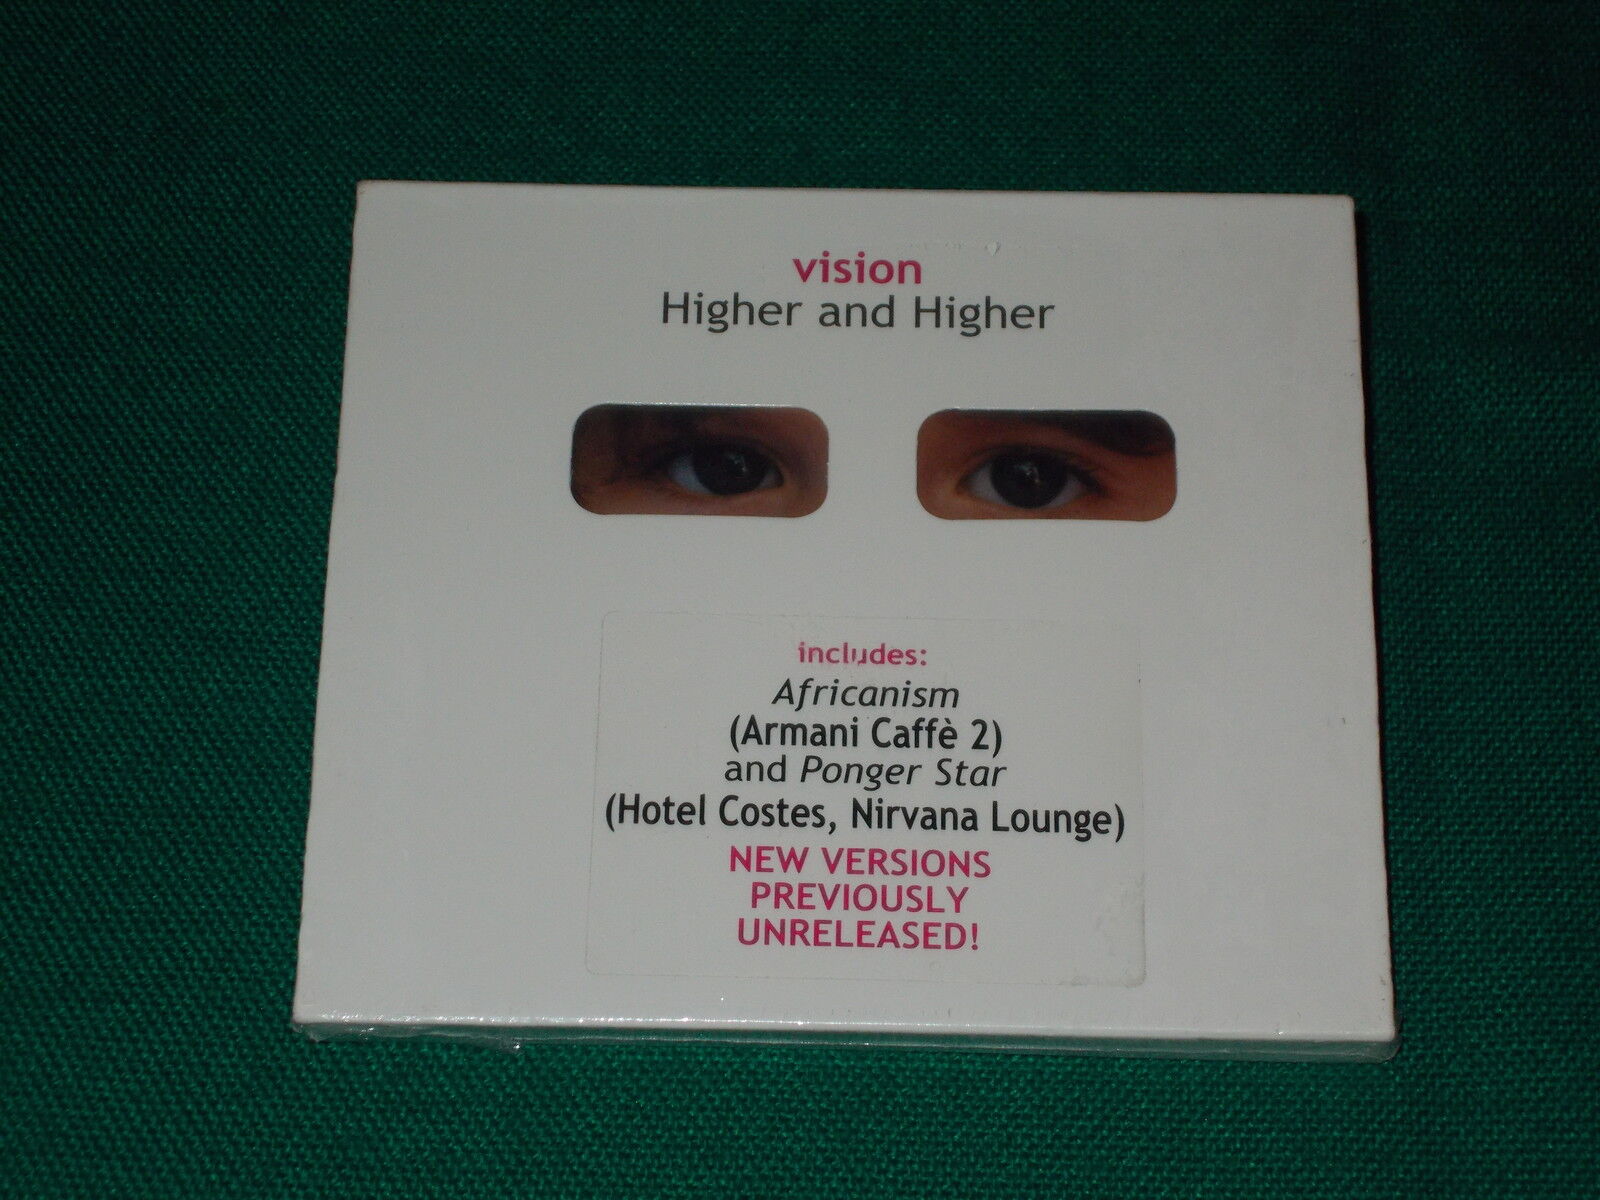 vision
Higher and Higher
includes:
Africanism
(Armani Caffè 2)
and Ponger Star
(Hotel Costes, Nirvana Lounge)
NEW VERSIONS
PREVIOUSLY
UNRELEASED!